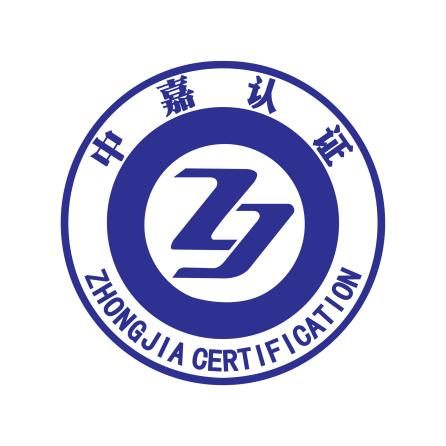 中嘉认证
ZJ
ZHONGJIA CERTIFICATION